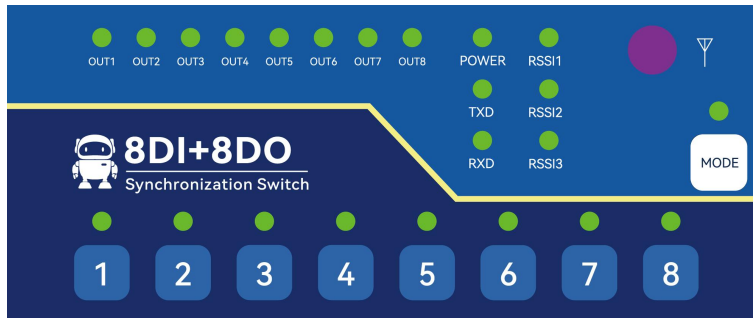 OUT1 OUT2 OUT3 OUT4 OUT5 OUT6 OUT7 OUT8 POWER RSSI1
TXD RSSI2
RXD RSSI3
MODE
8DI+8DO
Synchronization Switch
1 2 3 4 5 6 7 8